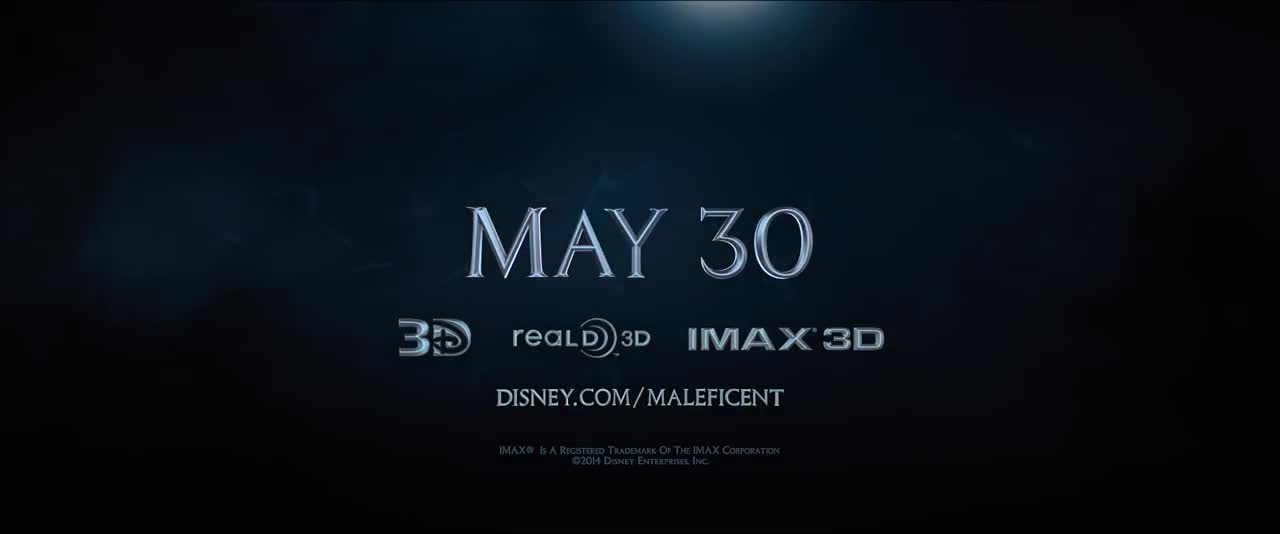 MAY 30
3D REALD 3D IMAX® 3D
DISNEY.COM/MALEFICENT
IMAX® IS A REGISTERED TRADEMARK OF THE IMAX CORPORATION
©2014 DISNEY ENTERPRISES, INC.